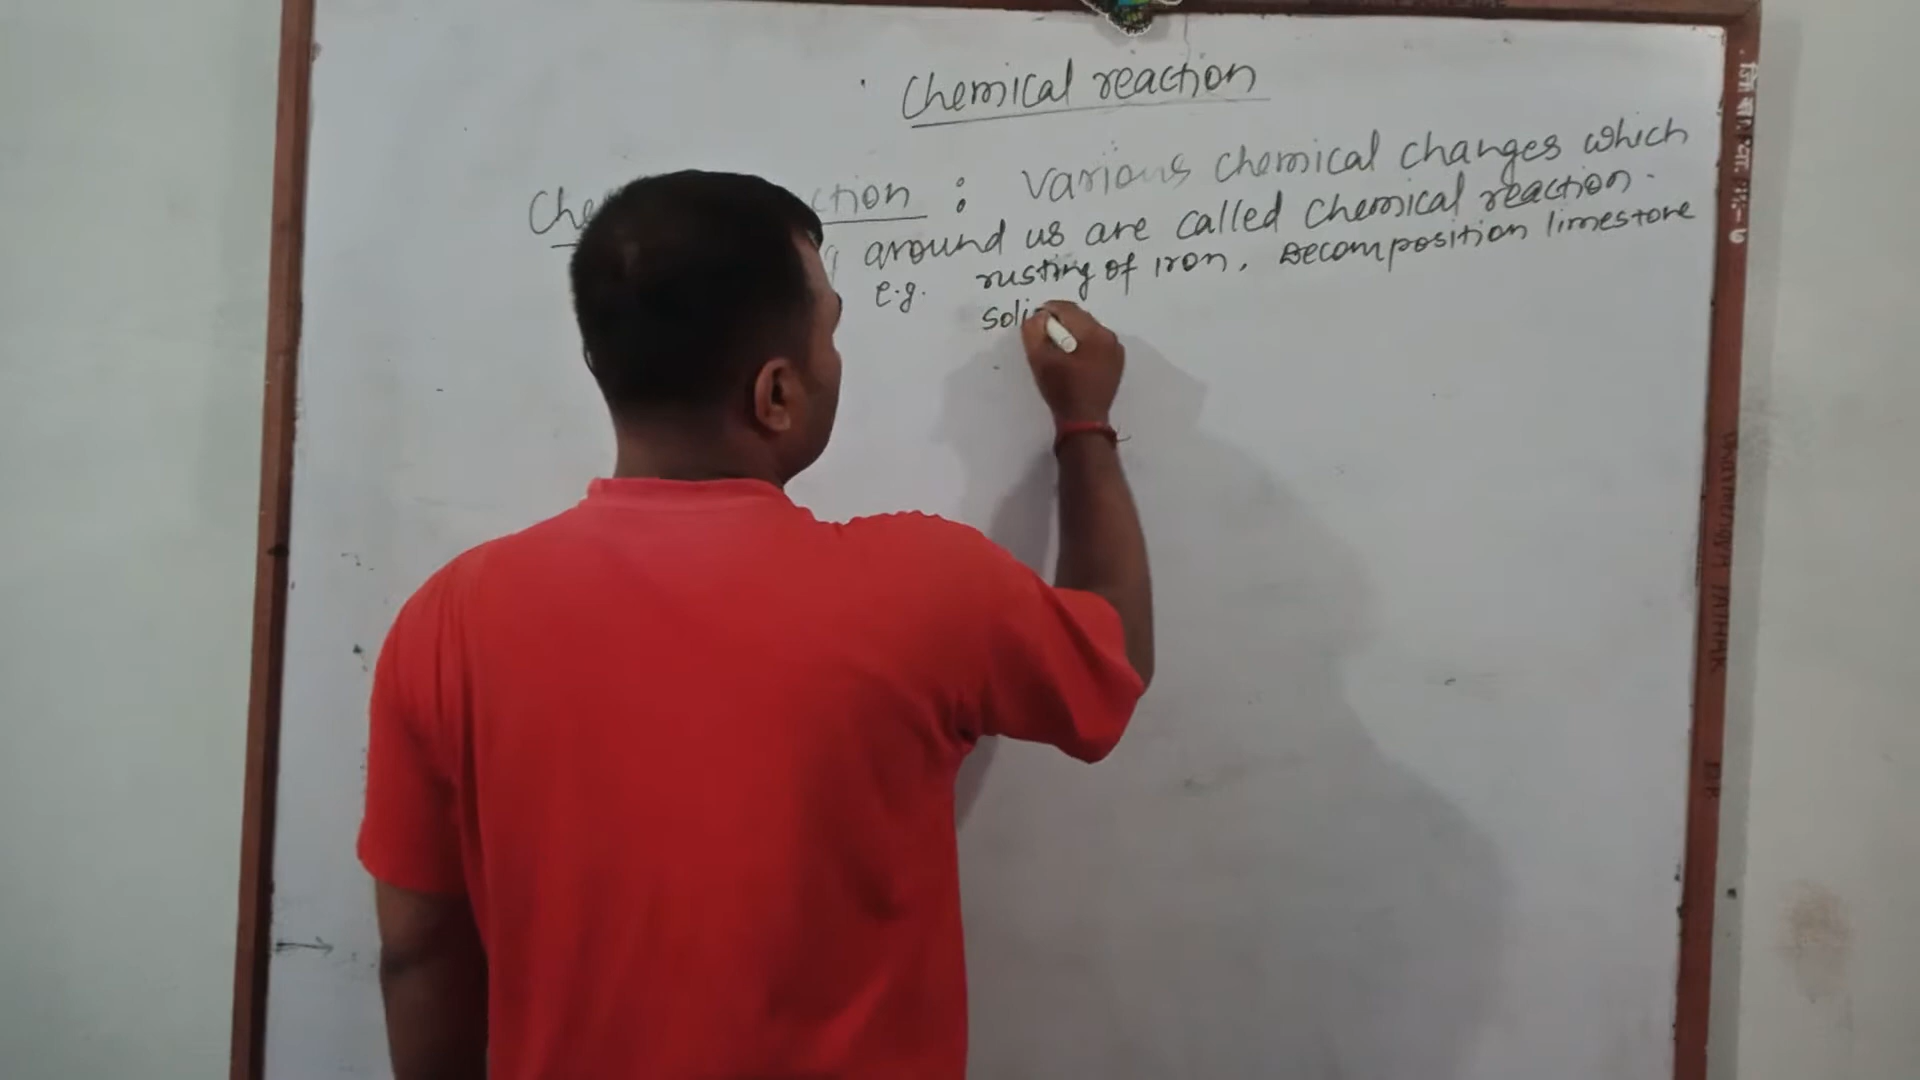 Chemical reaction
ction : Various chemical changes which
around us are called chemical reaction.
e.g. rusting of iron, Decomposition limestone
soli